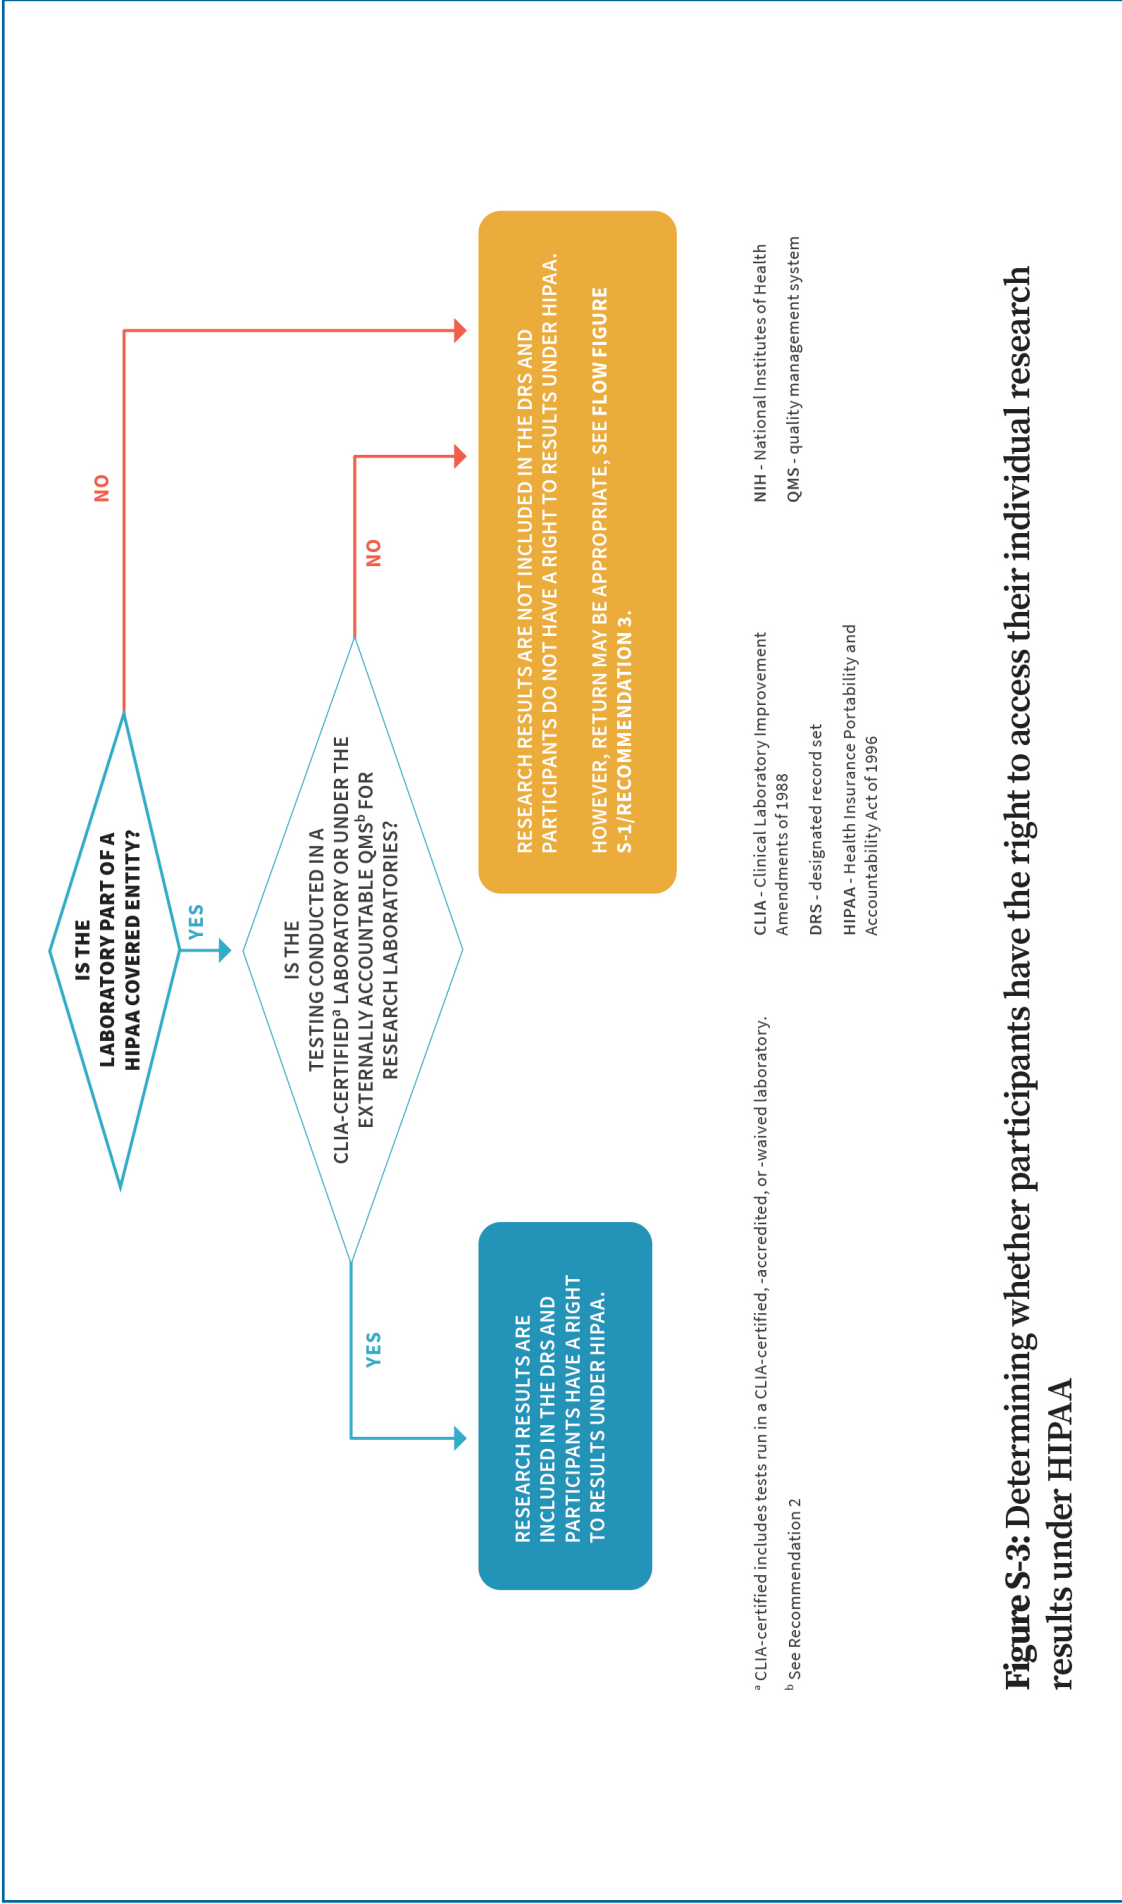 IS THE
LABORATORY PART OF A
HIPAA COVERED ENTITY?
NO
YES
IS THE
TESTING CONDUCTED IN A
CLIA-CERTIFIEDᵃ LABORATORY OR UNDER THE
EXTERNALLY ACCOUNTABLE QMSᵇ FOR
RESEARCH LABORATORIES?
YES
NO
RESEARCH RESULTS ARE
INCLUDED IN THE DRS AND
PARTICIPANTS HAVE A RIGHT
TO RESULTS UNDER HIPAA.
RESEARCH RESULTS ARE NOT INCLUDED IN THE DRS AND
PARTICIPANTS DO NOT HAVE A RIGHT TO RESULTS UNDER HIPAA.
HOWEVER, RETURN MAY BE APPROPRIATE, SEE FLOW FIGURE
S-1/RECOMMENDATION 3.
ᵃ CLIA-certified includes tests run in a CLIA-certified, -accredited, or -waived laboratory.
ᵇ See Recommendation 2
CLIA - Clinical Laboratory Improvement
Amendments of 1988
DRS - designated record set
HIPAA - Health Insurance Portability and
Accountability Act of 1996
NIH - National Institutes of Health
QMS - quality management system
Figure S-3: Determining whether participants have the right to access their individual research
results under HIPAA